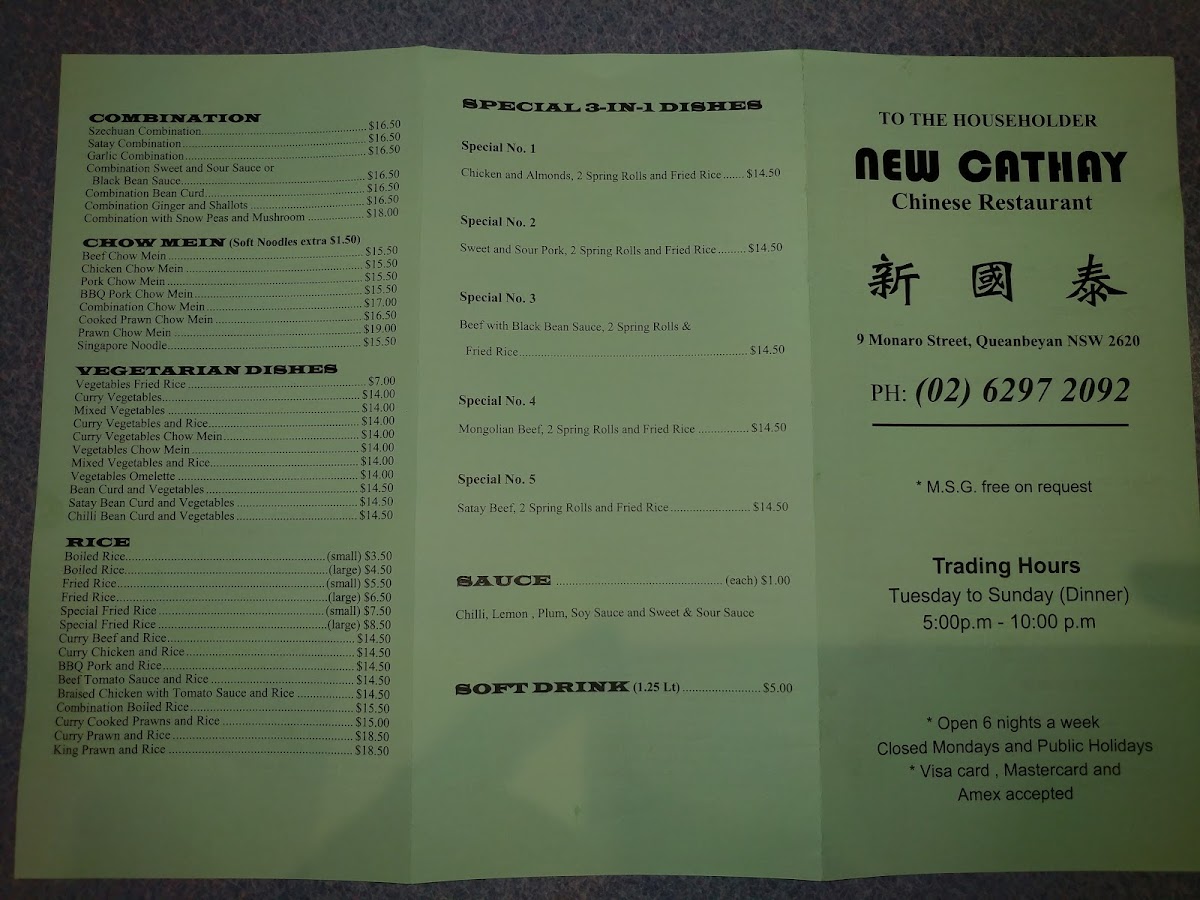 COMBINATION
Szechuan Combination.......... $16.50
Satay Combination.......... $16.50
Garlic Combination.......... $16.50
Combination Sweet and Sour Sauce or
Black Bean Sauce.......... $16.50
Combination Bean Curd.......... $16.50
Combination Ginger and Shallots .......... $16.50
Combination with Snow Peas and Mushroom .......... $18.00
CHOW MEIN (Soft Noodles extra $1.50)
Beef Chow Mein .......... $15.50
Chicken Chow Mein .......... $15.50
Pork Chow Mein .......... $15.50
BBQ Pork Chow Mein .......... $15.50
Combination Chow Mein .......... $17.00
Cooked Prawn Chow Mein .......... $16.50
Prawn Chow Mein .......... $19.00
Singapore Noodle.......... $15.50
VEGETARIAN DISHES
Vegetables Fried Rice .......... $7.00
Curry Vegetables.......... $14.00
Mixed Vegetables .......... $14.00
Curry Vegetables and Rice.......... $14.00
Curry Vegetables Chow Mein.......... $14.00
Vegetables Chow Mein .......... $14.00
Mixed Vegetables and Rice.......... $14.00
Vegetables Omelette .......... $14.00
Bean Curd and Vegetables .......... $14.50
Satay Bean Curd and Vegetables .......... $14.50
Chilli Bean Curd and Vegetables .......... $14.50
RICE
Boiled Rice.......... (small) $3.50
Boiled Rice.......... (large) $4.50
Fried Rice.......... (small) $5.50
Fried Rice.......... (large) $6.50
Special Fried Rice .......... (small) $7.50
Special Fried Rice .......... (large) $8.50
Curry Beef and Rice.......... $14.50
Curry Chicken and Rice.......... $14.50
BBQ Pork and Rice.......... $14.50
Beef Tomato Sauce and Rice .......... $14.50
Braised Chicken with Tomato Sauce and Rice .......... $14.50
Combination Boiled Rice.......... $15.50
Curry Cooked Prawns and Rice .......... $15.00
Curry Prawn and Rice .......... $18.50
King Prawn and Rice .......... $18.50
SPECIAL 3-IN-1 DISHES
Special No. 1
Chicken and Almonds, 2 Spring Rolls and Fried Rice ...... $14.50
Special No. 2
Sweet and Sour Pork, 2 Spring Rolls and Fried Rice ......... $14.50
Special No. 3
Beef with Black Bean Sauce, 2 Spring Rolls &
Fried Rice.......... $14.50
Special No. 4
Mongolian Beef, 2 Spring Rolls and Fried Rice .......... $14.50
Special No. 5
Satay Beef, 2 Spring Rolls and Fried Rice.......... $14.50
SAUCE .......... (each) $1.00
Chilli, Lemon , Plum, Soy Sauce and Sweet & Sour Sauce
SOFT DRINK (1.25 Lt) .......... $5.00
TO THE HOUSEHOLDER
NEW CATHAY
Chinese Restaurant
新 國 泰
9 Monaro Street, Queanbeyan NSW 2620
PH: (02) 6297 2092
* M.S.G. free on request
Trading Hours
Tuesday to Sunday (Dinner)
5:00p.m - 10:00 p.m
* Open 6 nights a week
Closed Mondays and Public Holidays
* Visa card , Mastercard and
Amex accepted